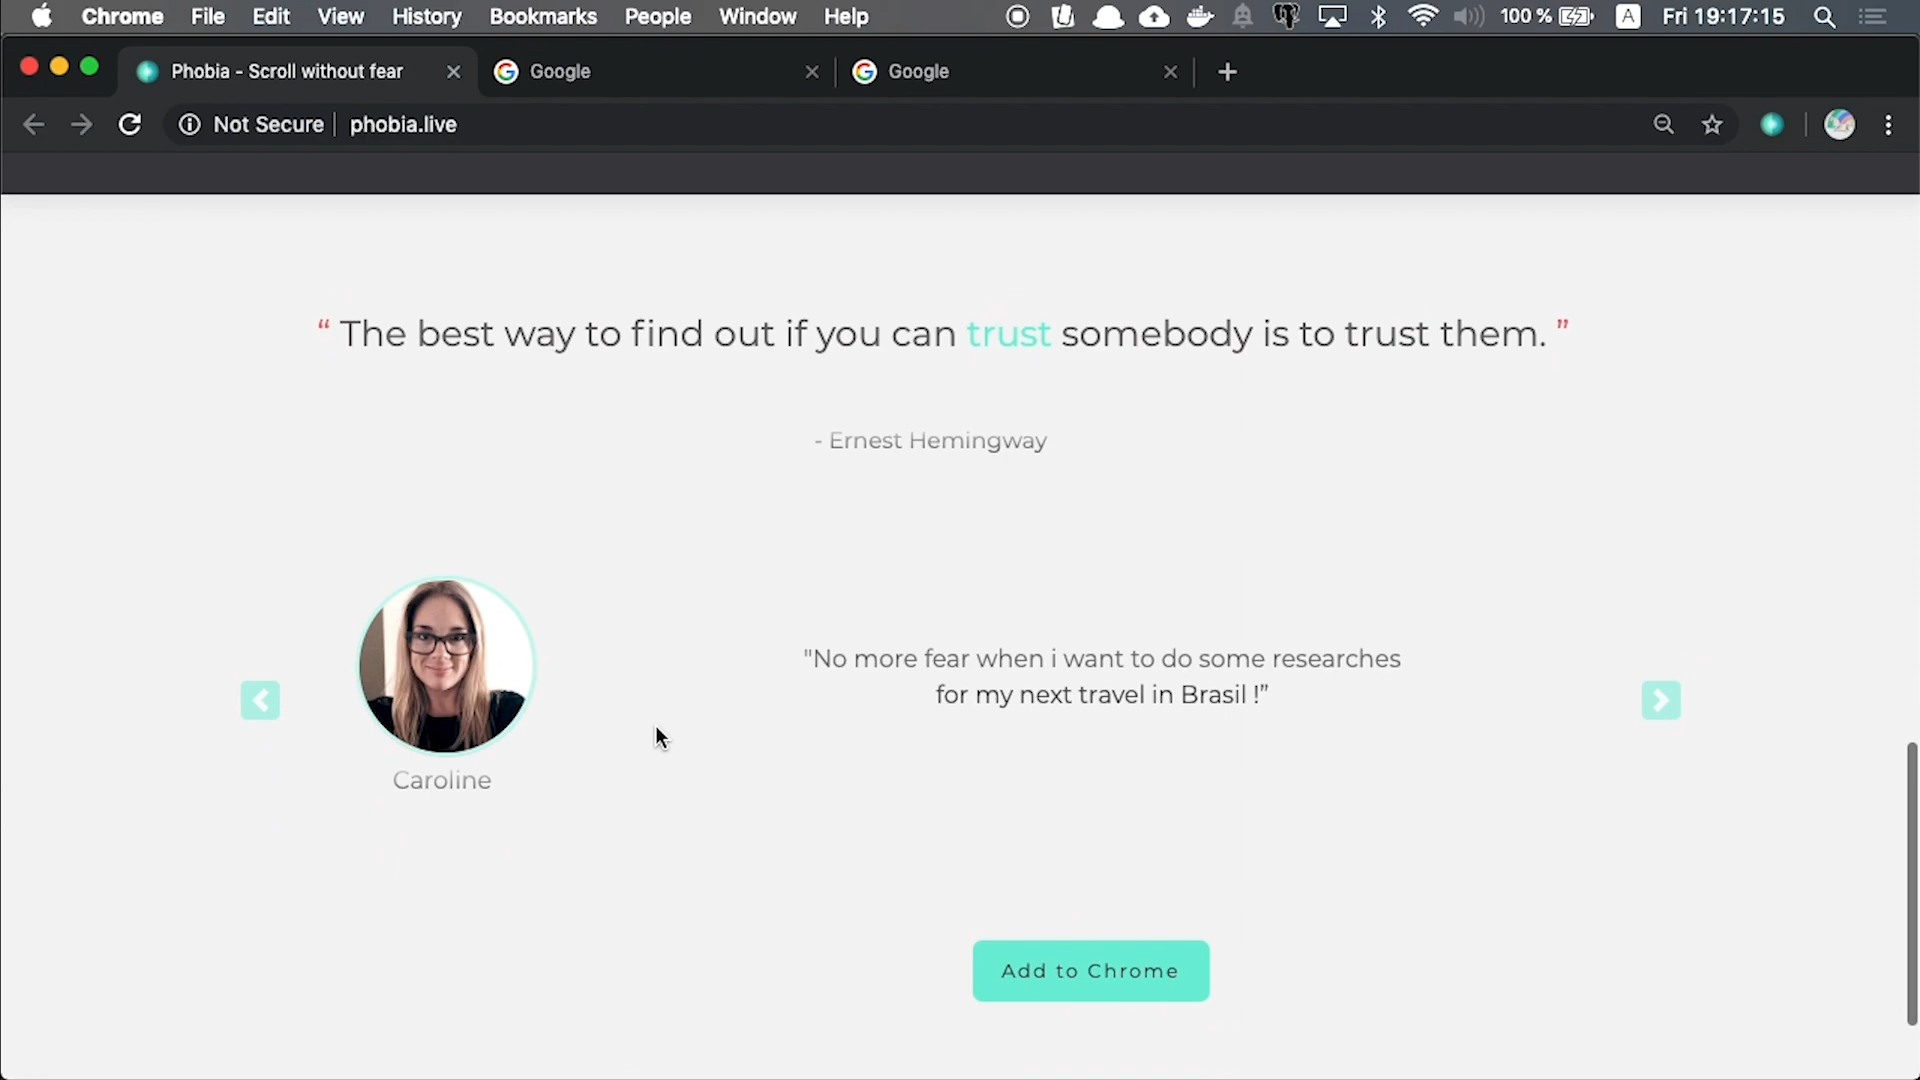 Chrome File Edit View History Bookmarks People Window Help 100 % A Fri 19:17:15
Phobia - Scroll without fear Google Google
Not Secure phobia.live
“ The best way to find out if you can trust somebody is to trust them. ”
- Ernest Hemingway
"No more fear when i want to do some researches
for my next travel in Brasil !”
Caroline
Add to Chrome